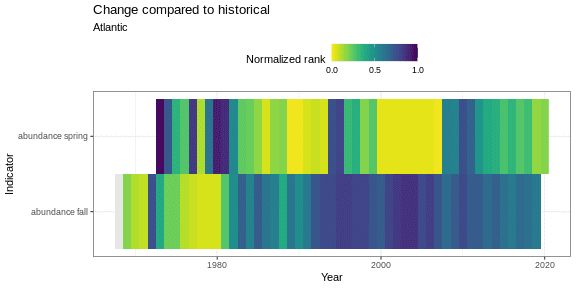 Change compared to historical
Atlantic
Normalized rank
0.0 0.5 1.0
abundance spring
abundance fall
Indicator
1980 2000 2020
Year